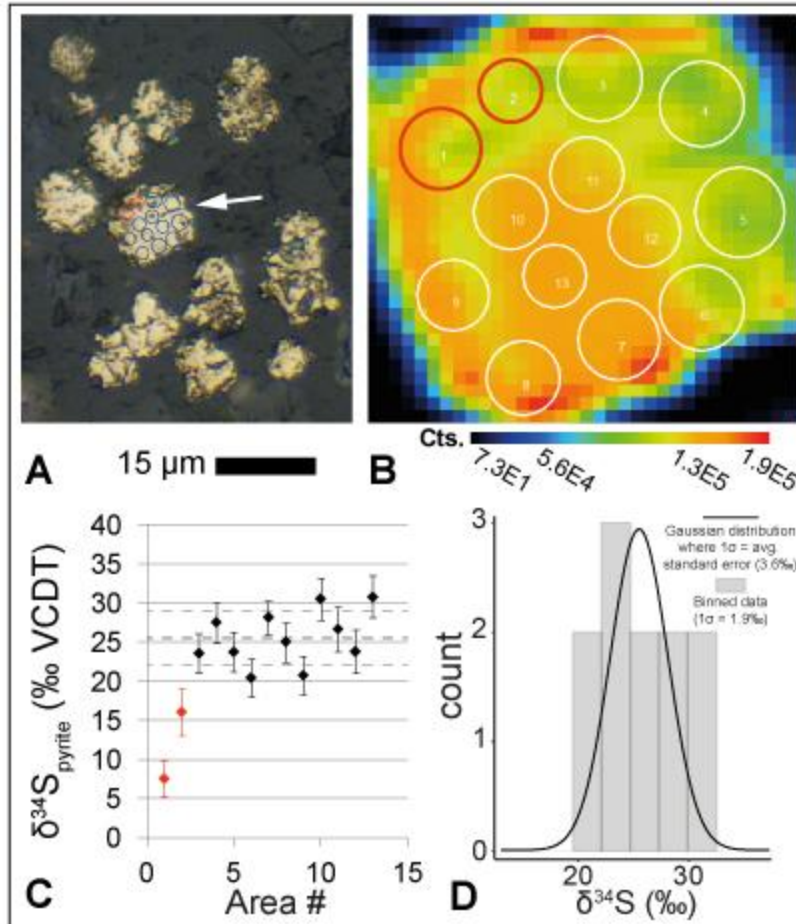 1
2
3
4
5
6
7
8
9
10
11
12
13
A
15 µm
B
Cts.
7.3E1
5.6E4
1.3E5
1.9E5
δ³⁴S pyrite (‰ VCDT)
40
35
30
25
20
15
10
5
0
0
5
10
15
C
Area #
count
3
2
1
0
Gaussian distribution
where 1σ = avg.
standard error (3.6‰)
Binned data
(1σ = 1.9‰)
20
30
D
δ³⁴S (‰)